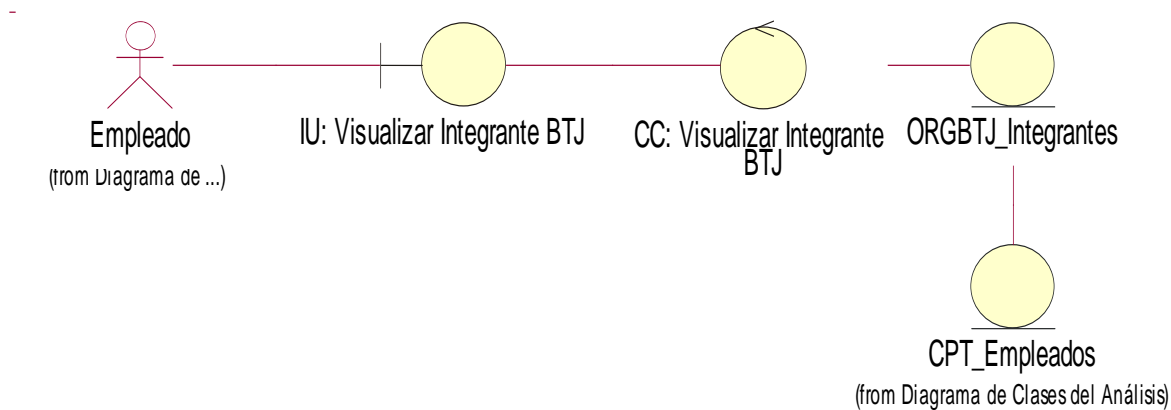 Empleado
(from Diagrama de ...)
IU: Visualizar Integrante BTJ
CC: Visualizar Integrante
BTJ
ORGBTJ_Integrantes
CPT_Empleados
(from Diagrama de Clases del Análisis)